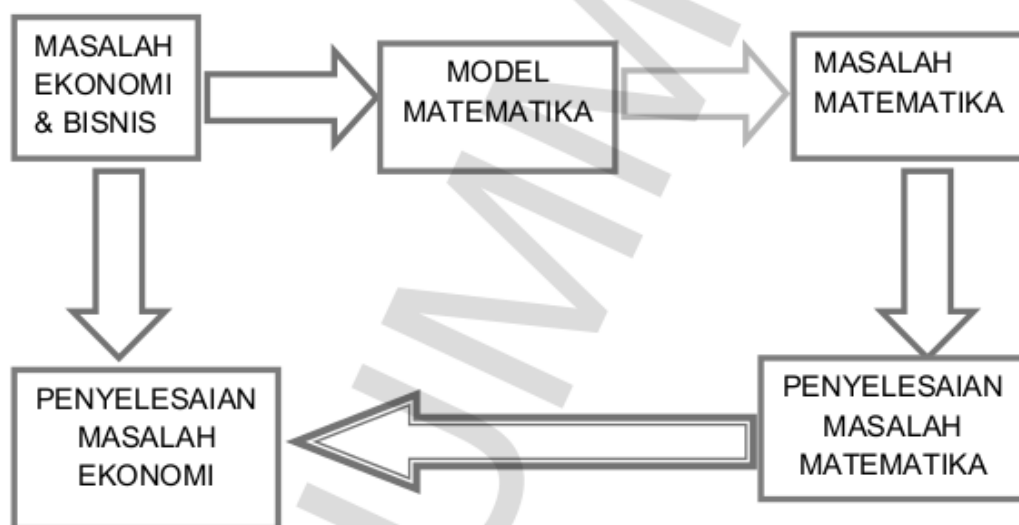 MASALAH
EKONOMI
& BISNIS
MODEL
MATEMATIKA
MASALAH
MATEMATIKA
PENYELESAIAN
MASALAH
EKONOMI
PENYELESAIAN
MASALAH
MATEMATIKA